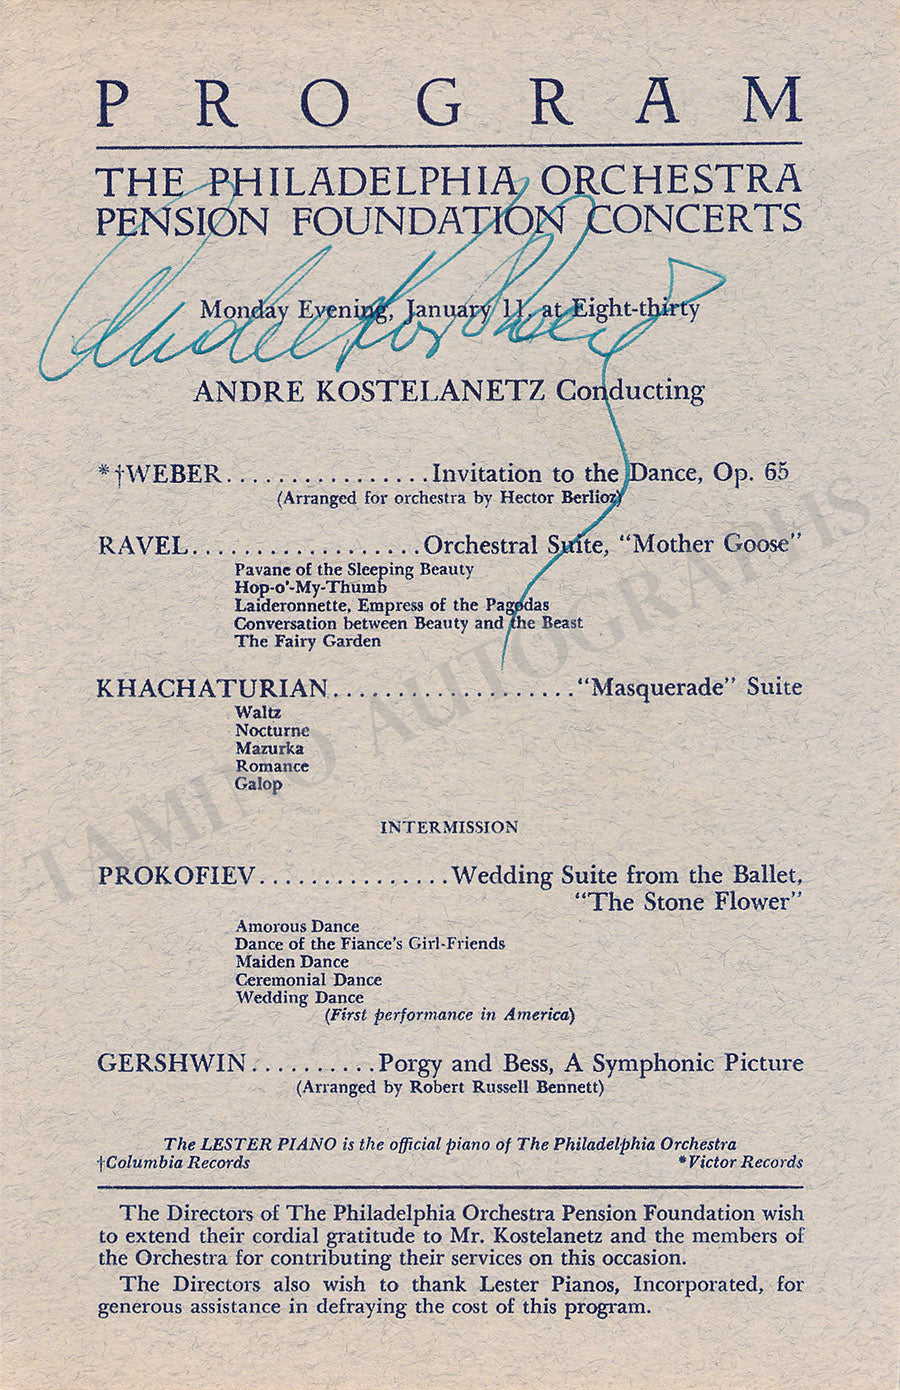 PROGRAM
THE PHILADELPHIA ORCHESTRA
PENSION FOUNDATION CONCERTS
Monday Evening, January 11, at Eight-thirty
Andre Kostelanetz
ANDRE KOSTELANETZ Conducting
*†WEBER................Invitation to the Dance, Op. 65
(Arranged for orchestra by Hector Berlioz)
RAVEL..................Orchestral Suite, “Mother Goose”
Pavane of the Sleeping Beauty
Hop-o'-My-Thumb
Laideronnette, Empress of the Pagodas
Conversation between Beauty and the Beast
The Fairy Garden
KHACHATURIAN...................“Masquerade” Suite
Waltz
Nocturne
Mazurka
Romance
Galop
TAMINO AUTOGRAPHS
INTERMISSION
PROKOFIEV...............Wedding Suite from the Ballet,
“The Stone Flower”
Amorous Dance
Dance of the Fiance's Girl-Friends
Maiden Dance
Ceremonial Dance
Wedding Dance
(First performance in America)
GERSHWIN..........Porgy and Bess, A Symphonic Picture
(Arranged by Robert Russell Bennett)
The LESTER PIANO is the official piano of The Philadelphia Orchestra
†Columbia Records *Victor Records
The Directors of The Philadelphia Orchestra Pension Foundation wish
to extend their cordial gratitude to Mr. Kostelanetz and the members of
the Orchestra for contributing their services on this occasion.
The Directors also wish to thank Lester Pianos, Incorporated, for
generous assistance in defraying the cost of this program.